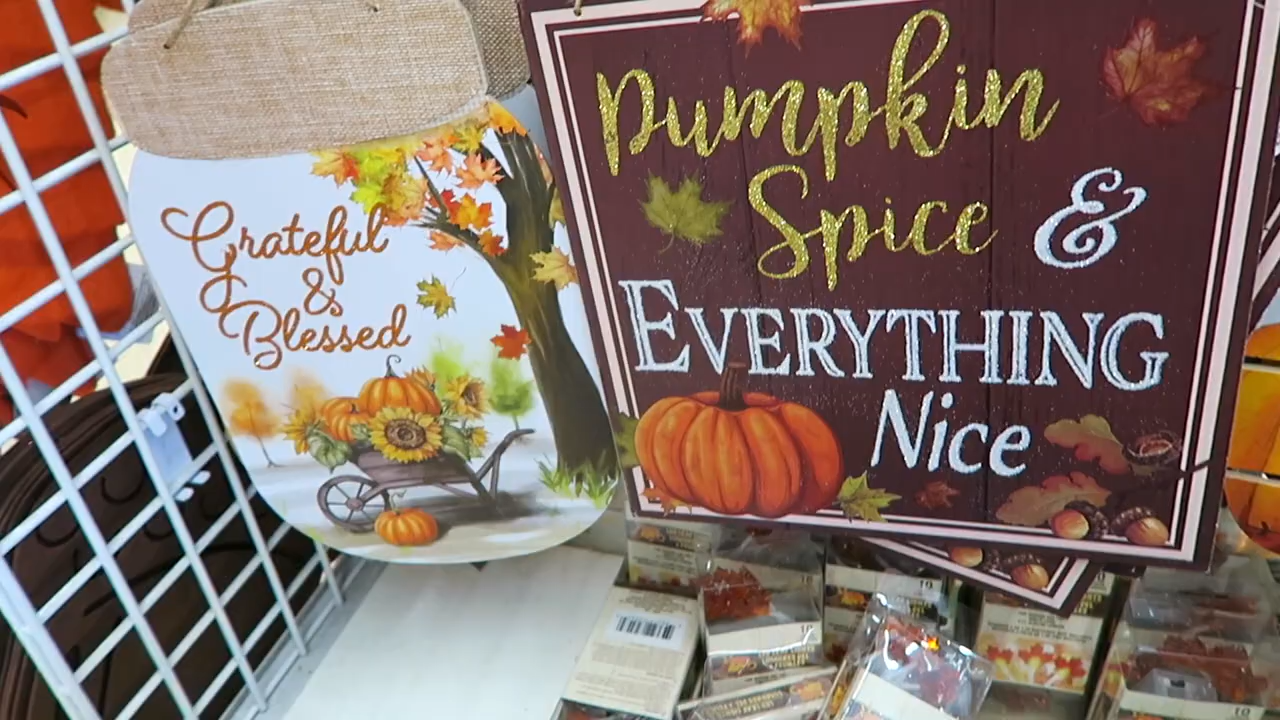 Grateful
&
Blessed
Pumpkin
Spice &
EVERYTHING
Nice